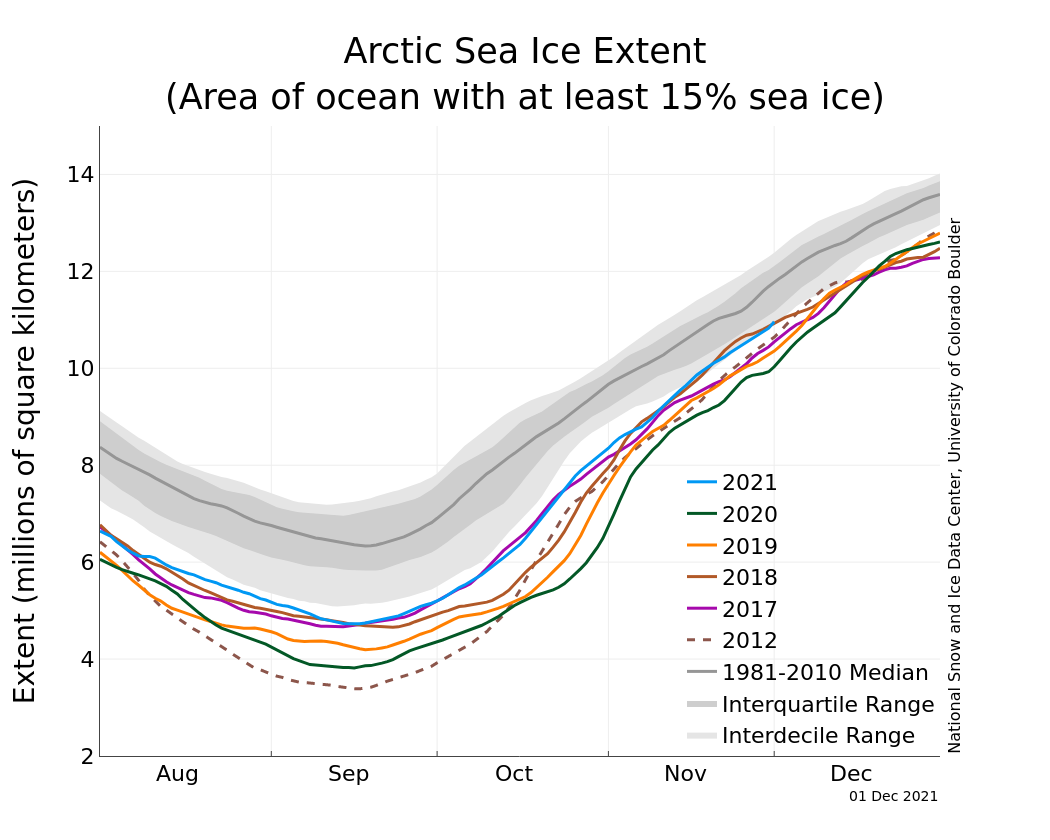 Arctic Sea Ice Extent
(Area of ocean with at least 15% sea ice)
Extent (millions of square kilometers)
14
12
10
8
6
4
2
Aug
Sep
Oct
Nov
Dec
2021
2020
2019
2018
2017
2012
1981-2010 Median
Interquartile Range
Interdecile Range
National Snow and Ice Data Center, University of Colorado Boulder
01 Dec 2021